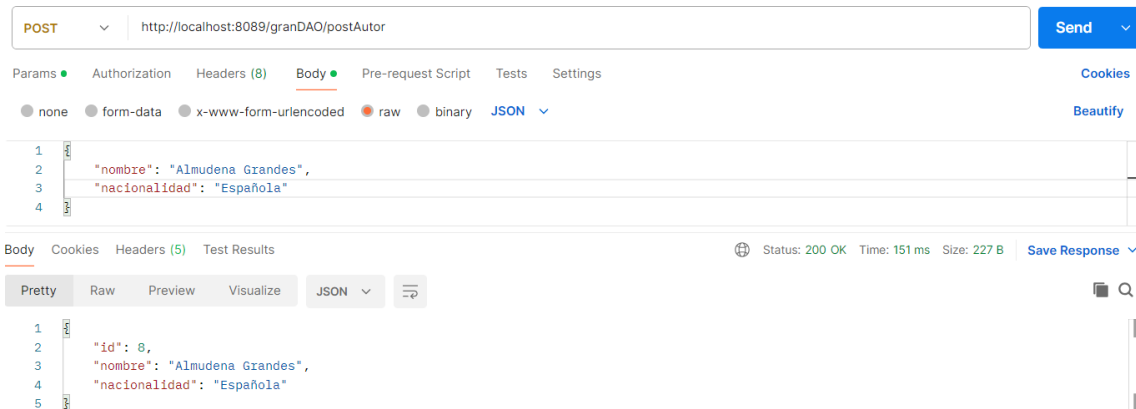 POST http://localhost:8089/granDAO/postAutor Send
Params Authorization Headers (8) Body Pre-request Script Tests Settings Cookies
none form-data x-www-form-urlencoded raw binary JSON Beautify
1 {
2 "nombre": "Almudena Grandes",
3 "nacionalidad": "Española"
4 }
Body Cookies Headers (5) Test Results Status: 200 OK Time: 151 ms Size: 227 B Save Response
Pretty Raw Preview Visualize JSON
1 {
2 "id": 8,
3 "nombre": "Almudena Grandes",
4 "nacionalidad": "Española"
5 }